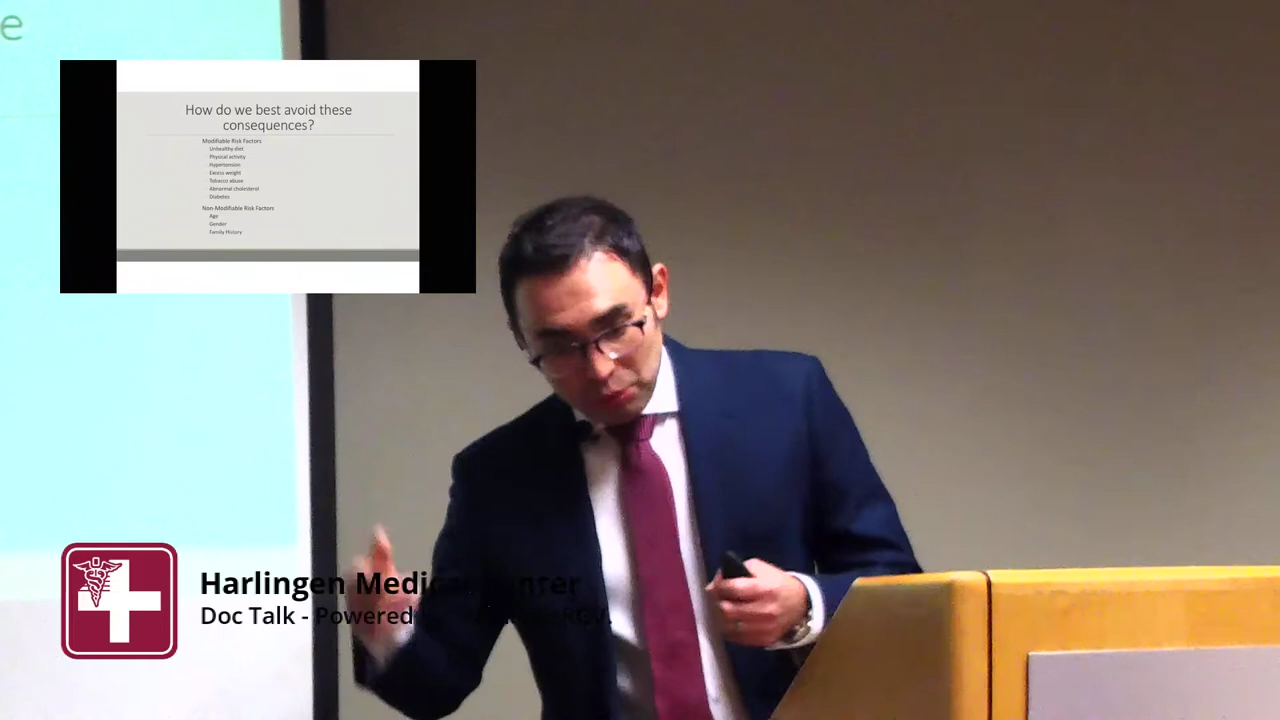 e
How do we best avoid these
consequences?
Modifiable Risk Factors
Unhealthy diet
Physical activity
Hypertension
Excess weight
Tobacco abuse
Abnormal cholesterol
Diabetes
Non-Modifiable Risk Factors
Age
Gender
Family History
Harlingen Medical Center
Doc Talk - Powered